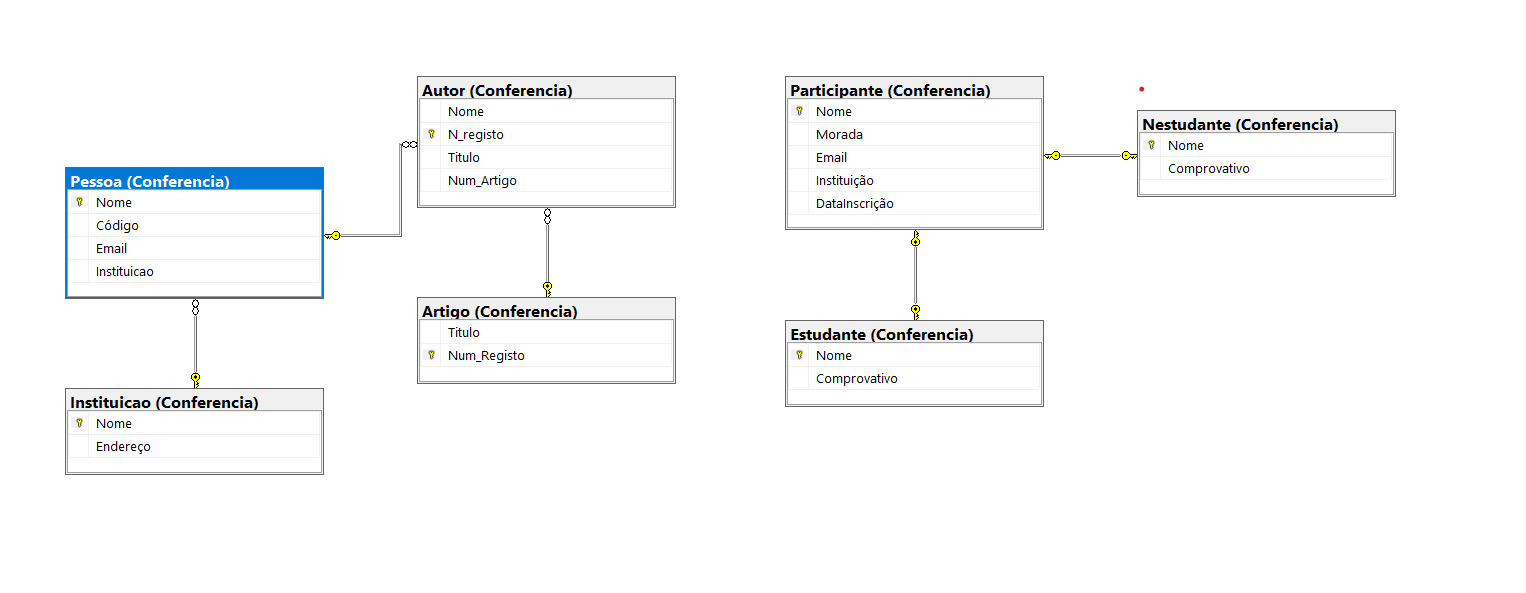 Pessoa (Conferencia)
Nome
Código
Email
Instituicao
Instituicao (Conferencia)
Nome
Endereço
Autor (Conferencia)
Nome
N_registo
Titulo
Num_Artigo
Artigo (Conferencia)
Titulo
Num_Registo
Participante (Conferencia)
Nome
Morada
Email
Instituição
DataInscrição
Estudante (Conferencia)
Nome
Comprovativo
Nestudante (Conferencia)
Nome
Comprovativo